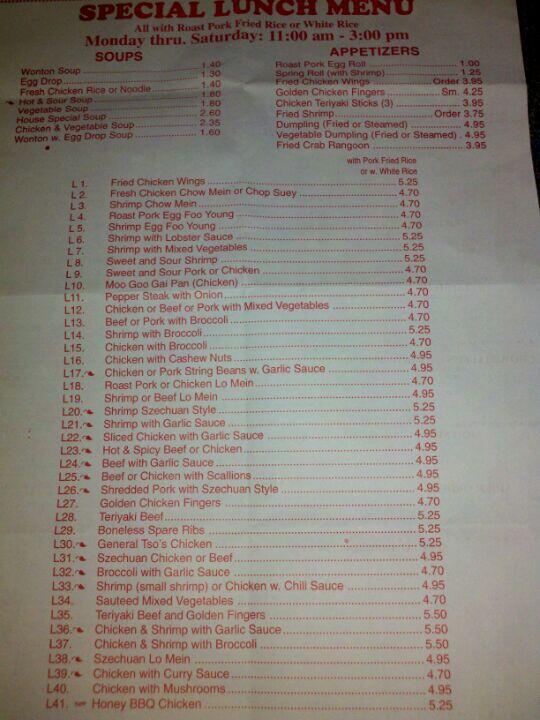 SPECIAL LUNCH MENU
All with Roast Pork Fried Rice or White Rice
Monday thru. Saturday: 11:00 am - 3:00 pm
SOUPS
Wonton Soup 1.40
Egg Drop 1.30
Fresh Chicken Rice or Noodle 1.40
Hot & Sour Soup 1.80
Vegetable Soup 1.80
House Special Soup 2.60
Chicken & Vegetable Soup 2.35
Wonton w. Egg Drop Soup 1.60
APPETIZERS
Roast Pork Egg Roll 1.00
Spring Roll (with Shrimp) 1.25
Fried Chicken Wings Order 3.95
Golden Chicken Fingers Sm. 4.25
Chicken Teriyaki Sticks (3) 3.95
Fried Shrimp Order 3.75
Dumpling (Fried or Steamed) 4.95
Vegetable Dumpling (Fried or Steamed) 4.95
Fried Crab Rangoon 3.95
with Pork Fried Rice
or w. White Rice
L 1. Fried Chicken Wings 5.25
L 2. Fresh Chicken Chow Mein or Chop Suey 4.70
L 3. Shrimp Chow Mein 4.70
L 4. Roast Pork Egg Foo Young 4.70
L 5. Shrimp Egg Foo Young 4.70
L 6. Shrimp with Lobster Sauce 5.25
L 7. Shrimp with Mixed Vegetables 5.25
L 8. Sweet and Sour Shrimp 5.25
L 9. Sweet and Sour Pork or Chicken 4.70
L10. Moo Goo Gai Pan (Chicken) 4.70
L11. Pepper Steak with Onion 4.70
L12. Chicken or Beef or Pork with Mixed Vegetables 4.70
L13. Beef or Pork with Broccoli 4.70
L14. Shrimp with Broccoli 5.25
L15. Chicken with Broccoli 4.70
L16. Chicken with Cashew Nuts 4.95
L17. Chicken or Pork String Beans w. Garlic Sauce 4.95
L18. Roast Pork or Chicken Lo Mein 4.70
L19. Shrimp or Beef Lo Mein 4.95
L20. Shrimp Szechuan Style 5.25
L21. Shrimp with Garlic Sauce 5.25
L22. Sliced Chicken with Garlic Sauce 4.95
L23. Hot & Spicy Beef or Chicken 4.95
L24. Beef with Garlic Sauce 4.95
L25. Beef or Chicken with Scallions 4.95
L26. Shredded Pork with Szechuan Style 4.95
L27. Golden Chicken Fingers 4.70
L28. Teriyaki Beef 5.25
L29. Boneless Spare Ribs 5.25
L30. General Tso's Chicken 5.25
L31. Szechuan Chicken or Beef 4.95
L32. Broccoli with Garlic Sauce 4.70
L33. Shrimp (small shrimp) or Chicken w. Chili Sauce 4.95
L34. Sauteed Mixed Vegetables 4.70
L35. Teriyaki Beef and Golden Fingers 5.50
L36. Chicken & Shrimp with Garlic Sauce 5.50
L37. Chicken & Shrimp with Broccoli 5.50
L38. Szechuan Lo Mein 4.95
L39. Chicken with Curry Sauce 4.70
L40. Chicken with Mushrooms 4.95
L41. Honey BBQ Chicken 5.25